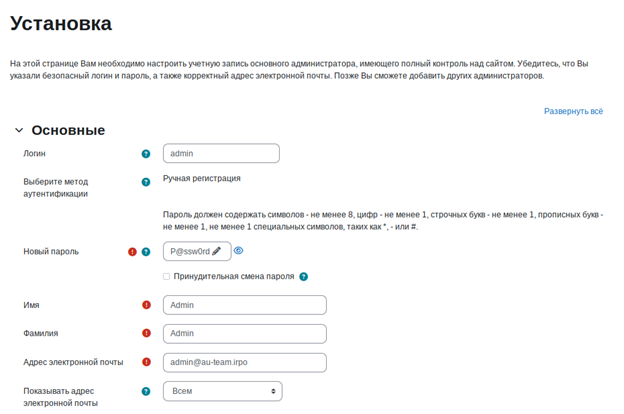 Установка
На этой странице Вам необходимо настроить учетную запись основного администратора, имеющего полный контроль над сайтом. Убедитесь, что Вы
указали безопасный логин и пароль, а также корректный адрес электронной почты. Позже Вы сможете добавить других администраторов.
Развернуть всё
Основные
Логин ? admin
Выберите метод
аутентификации ? Ручная регистрация
Пароль должен содержать символов - не менее 8, цифр - не менее 1, строчных букв - не менее 1, прописных букв -
не менее 1, не менее 1 специальных символов, таких как *, - или #.
Новый пароль ! ? P@ssw0rd
Принудительная смена пароля ?
Имя ! Admin
Фамилия ! Admin
Адрес электронной почты ! admin@au-team.irpo
Показывать адрес
электронной почты ? Всем